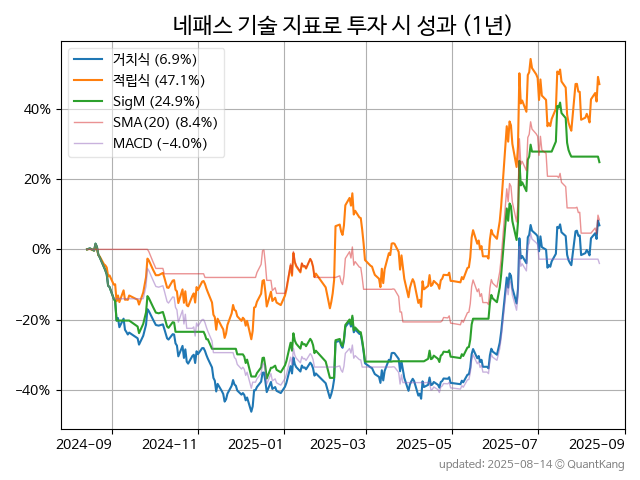 네패스 기술 지표로 투자 시 성과 (1년)
거치식 (6.9%)
적립식 (47.1%)
SigM (24.9%)
SMA(20) (8.4%)
MACD (−4.0%)
40%
20%
0%
−20%
−40%
2024-09 2024-11 2025-01 2025-03 2025-05 2025-07 2025-09
updated: 2025-08-14 © QuantKang